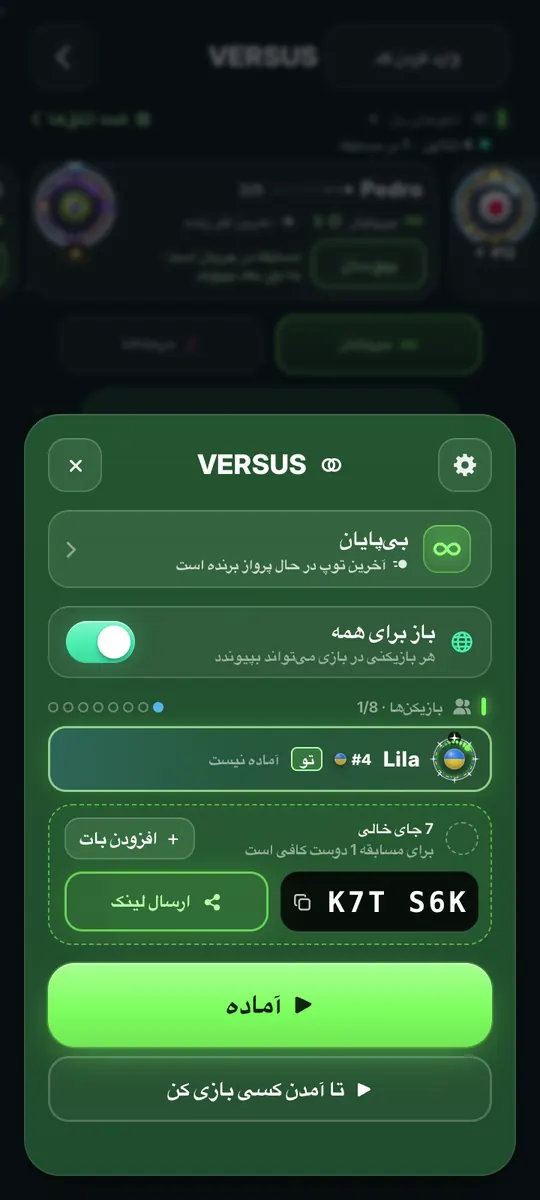 VERSUS
Pedro
VERSUS
بی‌پایان
آخرین توپ در حال پرواز برنده است
باز برای همه
هر بازیکنی در بازی می‌تواند بپیوندد
بازیکن‌ها · 1/8
Lila #4 تو آماده نیست
7 جای خالی
برای مسابقه 1 دوست کافی است
+ افزودن بات
K7T S6K
ارسال لینک
آماده
تا آمدن کسی بازی کن